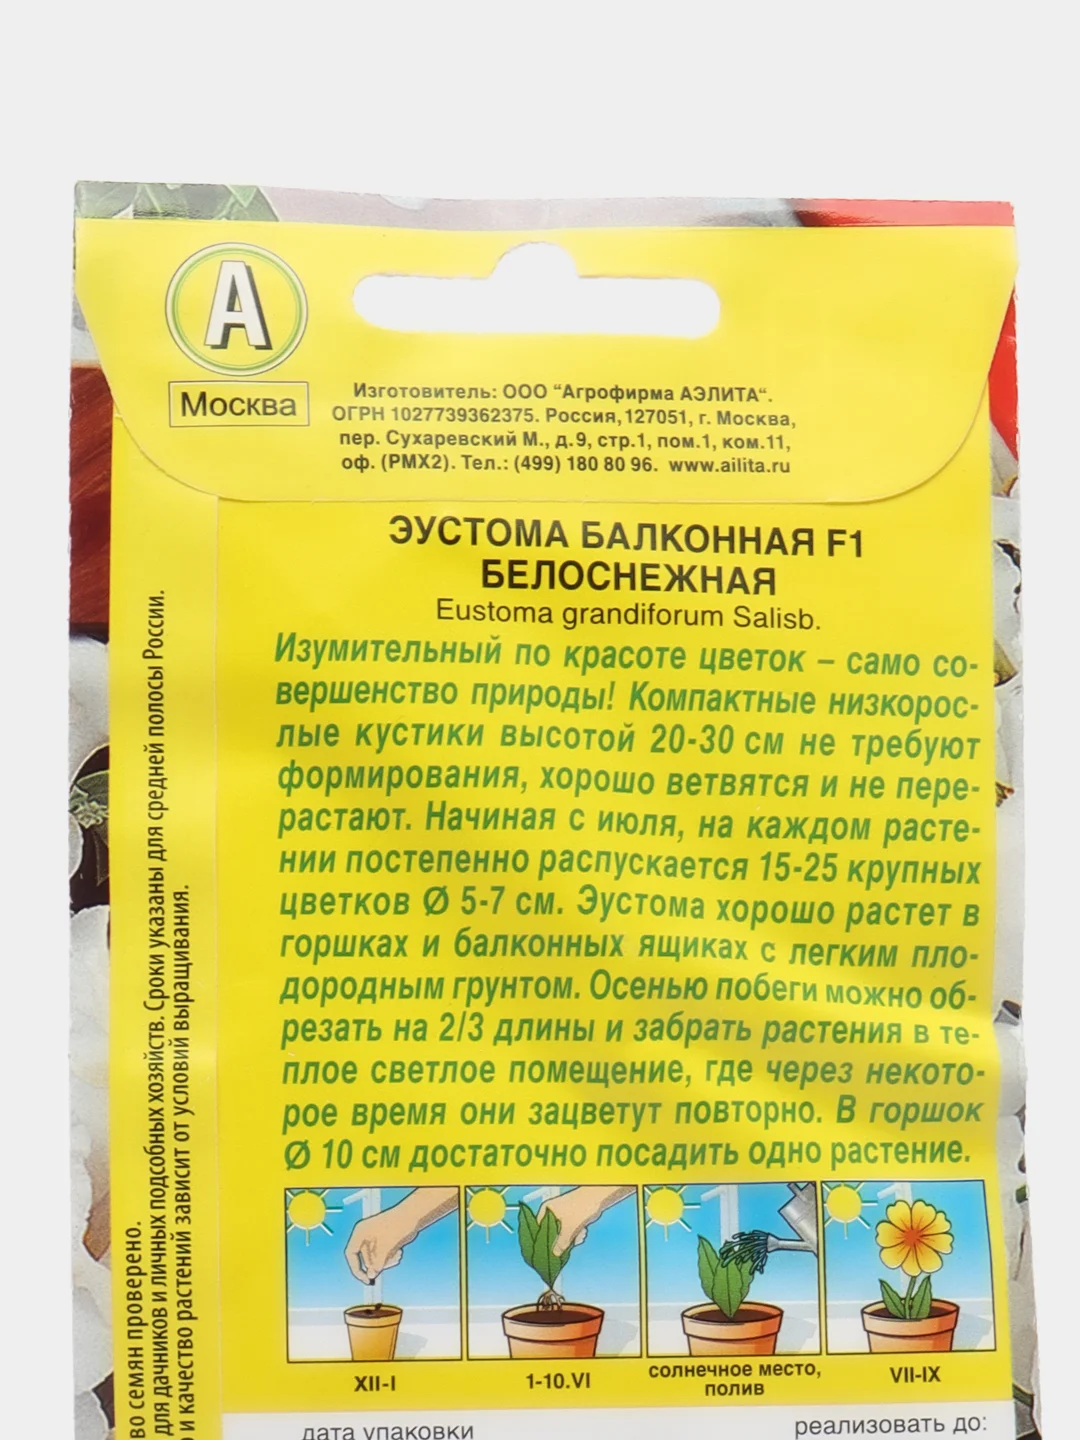 А
Москва
Изготовитель: ООО “Агрофирма АЭЛИТА“.
ОГРН 1027739362375. Россия,127051, г. Москва,
пер. Сухаревский М., д.9, стр.1, пом.1, ком.11,
оф. (РМХ2). Тел.: (499) 180 80 96. www.ailita.ru
ЭУСТОМА БАЛКОННАЯ F1
БЕЛОСНЕЖНАЯ
Eustoma grandiforum Salisb.
Изумительный по красоте цветок – само со-
вершенство природы! Компактные низкорос-
лые кустики высотой 20-30 см не требуют
формирования, хорошо ветвятся и не пере-
растают. Начиная с июля, на каждом расте-
нии постепенно распускается 15-25 крупных
цветков Ø 5-7 см. Эустома хорошо растет в
горшках и балконных ящиках с легким пло-
дородным грунтом. Осенью побеги можно об-
резать на 2/3 длины и забрать растения в те-
плое светлое помещение, где через некото-
рое время они зацветут повторно. В горшок
Ø 10 см достаточно посадить одно растение.
XII-I
1-10.VI
солнечное место,
полив
VII-IX
дата упаковки
реализовать до:
во семян проверено.
для дачников и личных подсобных хозяйств. Сроки указаны для средней полосы России.
и качество растений зависит от условий выращивания.